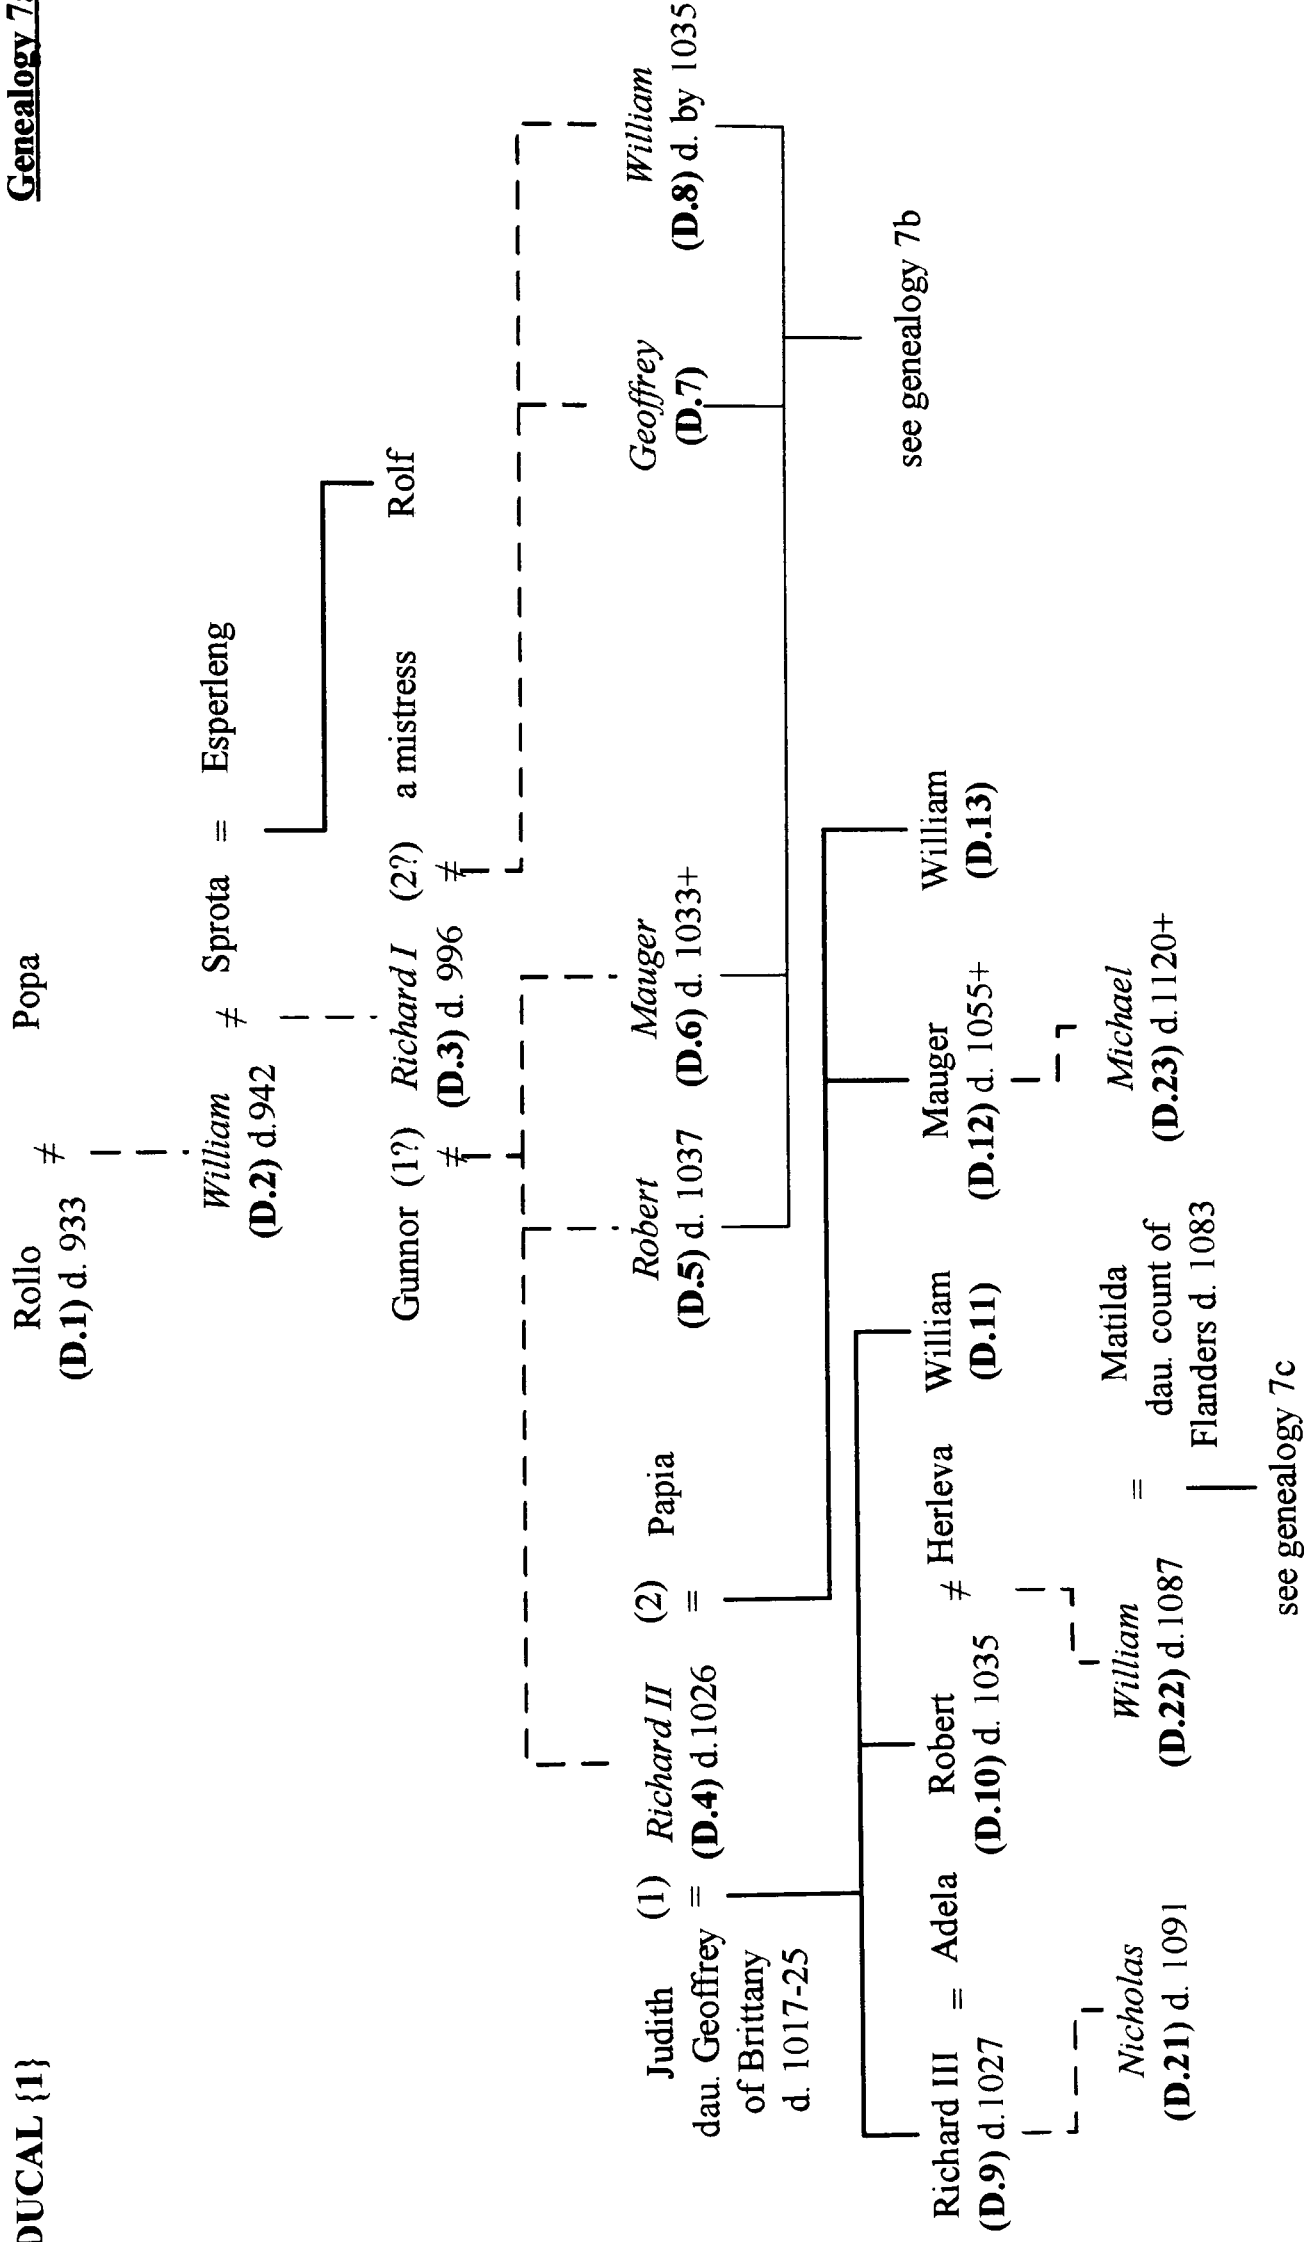 DUCAL {1}
Genealogy 7a
Rollo ≠ Popa
(D.1) d. 933
William ≠ Sprota = Esperleng
(D.2) d.942
Gunnor (1?) Richard I (2?) a mistress Rolf
≠ (D.3) d. 996 ≠
Judith (1) Richard II (2) Papia Robert Mauger Geoffrey William
dau. Geoffrey = (D.4) d.1026 = (D.5) d. 1037 (D.6) d. 1033+ (D.7) (D.8) d. by 1035
of Brittany
d. 1017-25
see genealogy 7b
Richard III = Adela Robert ≠ Herleva William Mauger William
(D.9) d.1027 (D.10) d. 1035 (D.11) (D.12) d. 1055+ (D.13)
Nicholas William = Matilda Michael
(D.21) d. 1091 (D.22) d.1087 dau. count of (D.23) d.1120+
Flanders d. 1083
see genealogy 7c